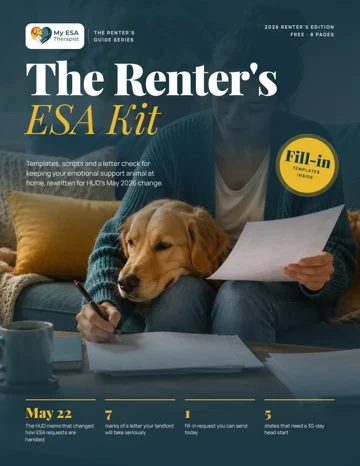 My ESA
Therapist
THE RENTER'S
GUIDE SERIES
2026 RENTER'S EDITION
FREE · 8 PAGES
The Renter's
ESA Kit
Templates, scripts and a letter check for
keeping your emotional support animal at
home, rewritten for HUD's May 2026 change.
Fill-in
TEMPLATES
INSIDE
May 22
The HUD memo that changed
how ESA requests are
handled
7
marks of a letter your landlord
will take seriously
1
fill-in request you can send
today
5
states that need a 30-day
head start